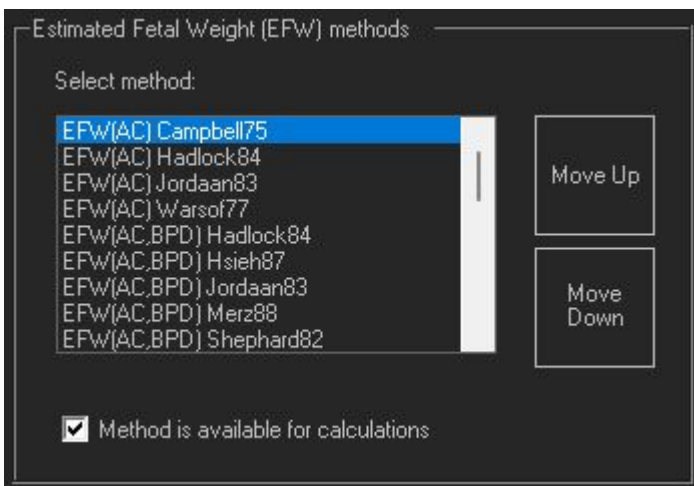 Estimated Fetal Weight (EFW) methods
Select method:
EFW(AC) Campbell75
EFW(AC) Hadlock84
EFW(AC) Jordaan83
EFW(AC) Warsof77
EFW(AC,BPD) Hadlock84
EFW(AC,BPD) Hsieh87
EFW(AC,BPD) Jordaan83
EFW(AC,BPD) Merz88
EFW(AC,BPD) Shephard82
Move Up
Move
Down
Method is available for calculations